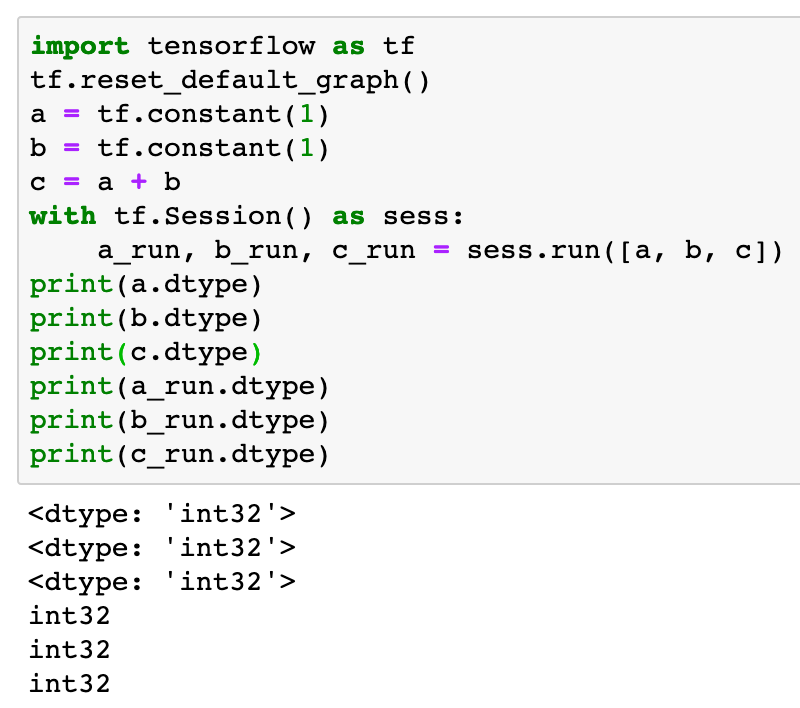 import tensorflow as tf
tf.reset_default_graph()
a = tf.constant(1)
b = tf.constant(1)
c = a + b
with tf.Session() as sess:
    a_run, b_run, c_run = sess.run([a, b, c])
print(a.dtype)
print(b.dtype)
print(c.dtype)
print(a_run.dtype)
print(b_run.dtype)
print(c_run.dtype)
<dtype: 'int32'>
<dtype: 'int32'>
<dtype: 'int32'>
int32
int32
int32